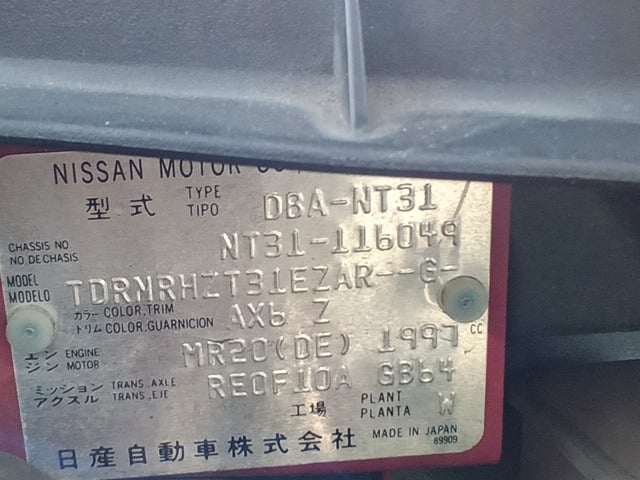 NISSAN MOTOR CO.,
型式 TYPE TIPO DBA-NT31
CHASSIS NO. NO, DE CHASIS NT31-116049
MODEL MODELO TDRNRHZT31EZAR--C-
カラー COLOR,TRIM トリム COLOR,GUARNICION AX6 Z
エンジン ENGINE MOTOR MR20(DE) 1997 CC
ミッション アクスル TRANS,AXLE TRANS,EJE RE0F10A GB64
工場 PLANT PLANTA W
日産自動車株式会社 MADE IN JAPAN
89909